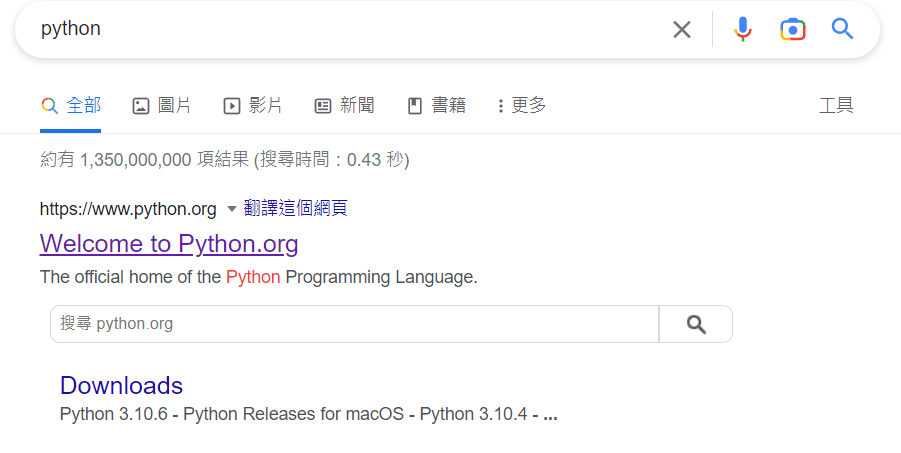 python
全部 圖片 影片 新聞 書籍 更多 工具
約有 1,350,000,000 項結果 (搜尋時間：0.43 秒)
https://www.python.org 翻譯這個網頁
Welcome to Python.org
The official home of the Python Programming Language.
搜尋 python.org
Downloads
Python 3.10.6 - Python Releases for macOS - Python 3.10.4 - ...